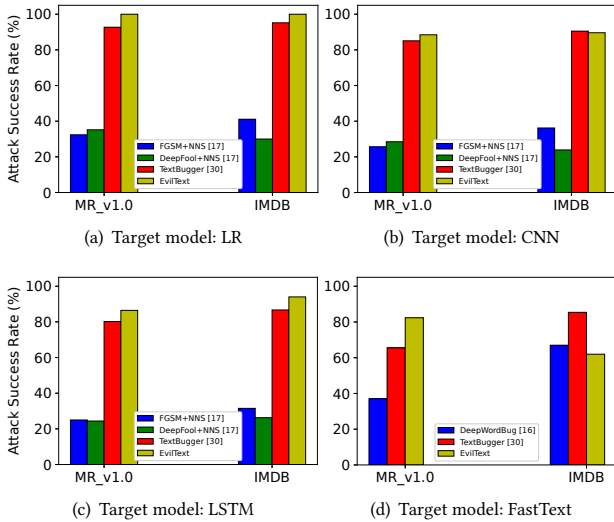 Attack Success Rate (%)
100
80
60
40
20
0
FGSM+NNS [17]
DeepFool+NNS [17]
TextBugger [30]
EvilText
MR_v1.0 IMDB
(a) Target model: LR
100
80
60
40
20
0
FGSM+NNS [17]
DeepFool+NNS [17]
TextBugger [30]
EvilText
MR_v1.0 IMDB
(b) Target model: CNN
Attack Success Rate (%)
100
80
60
40
20
0
FGSM+NNS [17]
DeepFool+NNS [17]
TextBugger [30]
EvilText
MR_v1.0 IMDB
(c) Target model: LSTM
100
80
60
40
20
0
DeepWordBug [16]
TextBugger [30]
EvilText
MR_v1.0 IMDB
(d) Target model: FastText